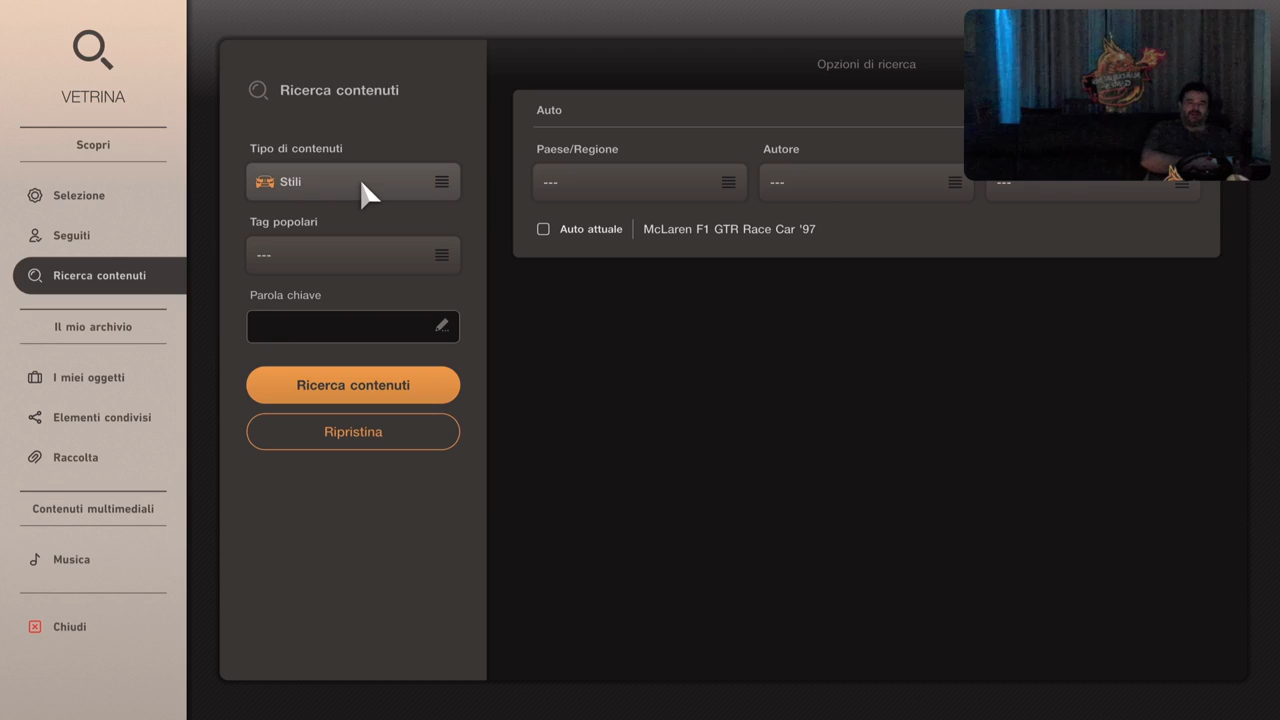 VETRINA
Scopri
Selezione
Seguiti
Ricerca contenuti
Il mio archivio
I miei oggetti
Elementi condivisi
Raccolta
Contenuti multimediali
Musica
Chiudi
Ricerca contenuti
Tipo di contenuti
Stili
Tag popolari
---
Parola chiave
Ricerca contenuti
Ripristina
Opzioni di ricerca
Auto
Paese/Regione
Autore
--- --- ---
Auto attuale McLaren F1 GTR Race Car '97